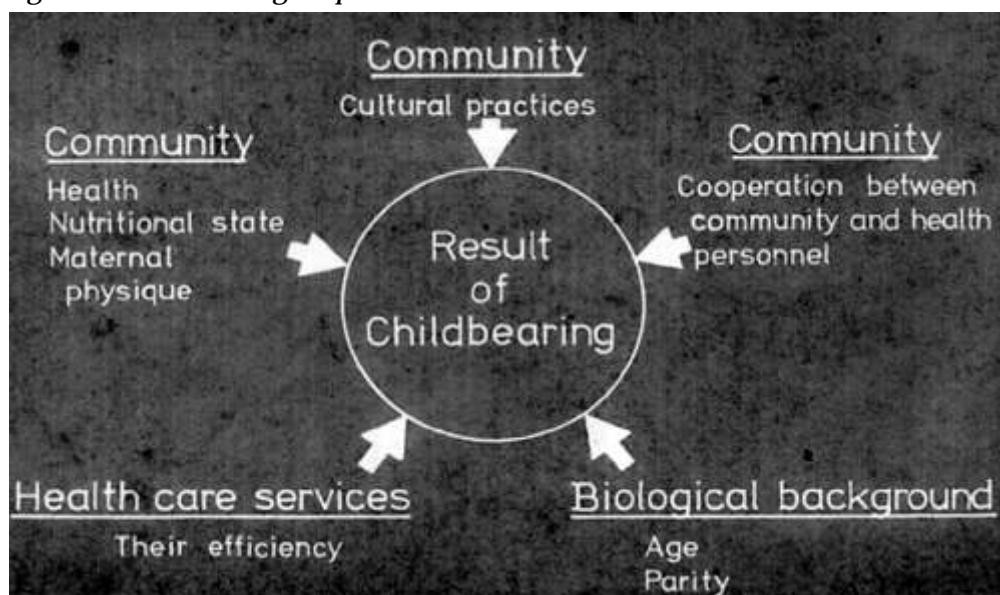 Community
Cultural practices
Community
Health
Nutritional state
Maternal
physique
Community
Cooperation between
community and health
personnel
Result
of
Childbearing
Health care services
Their efficiency
Biological background
Age
Parity